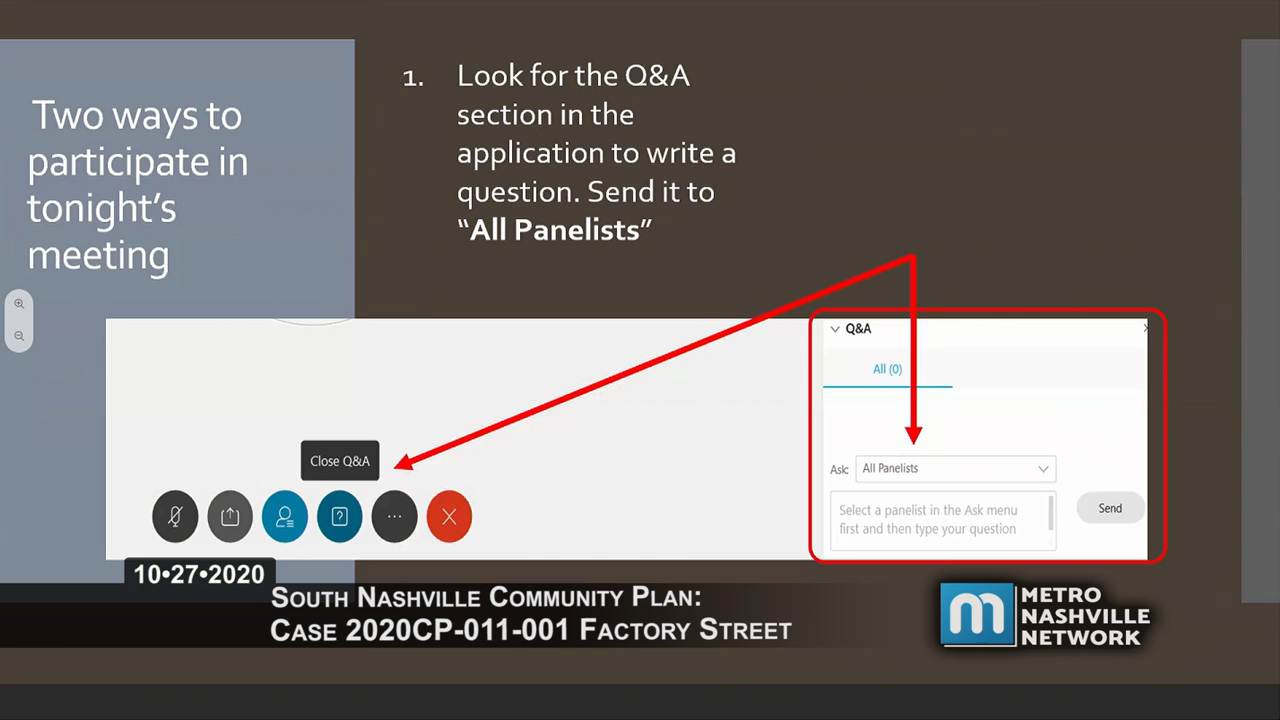 Two ways to
participate in
tonight's
meeting
1. Look for the Q&A
section in the
application to write a
question. Send it to
“All Panelists”
Close Q&A
Q&A
All (0)
Ask: All Panelists
Select a panelist in the Ask menu
first and then type your question
Send
10•27•2020
South Nashville Community Plan:
Case 2020CP-011-001 Factory Street
m
METRO
NASHVILLE
NETWORK